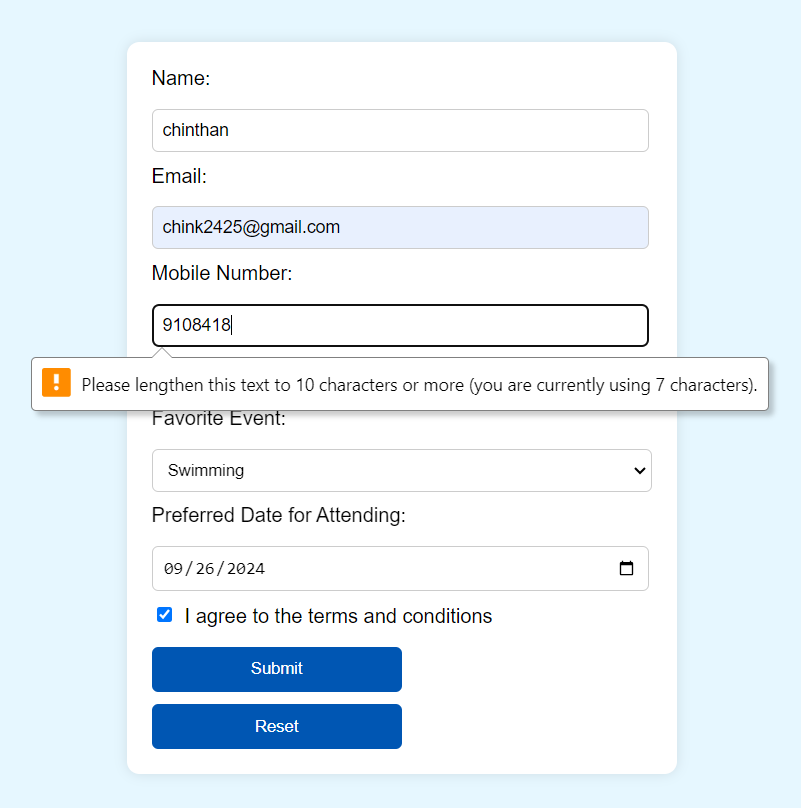 Name:
chinthan
Email:
chink2425@gmail.com
Mobile Number:
9108418
Please lengthen this text to 10 characters or more (you are currently using 7 characters).
Favorite Event:
Swimming
Preferred Date for Attending:
09/26/2024
I agree to the terms and conditions
Submit
Reset